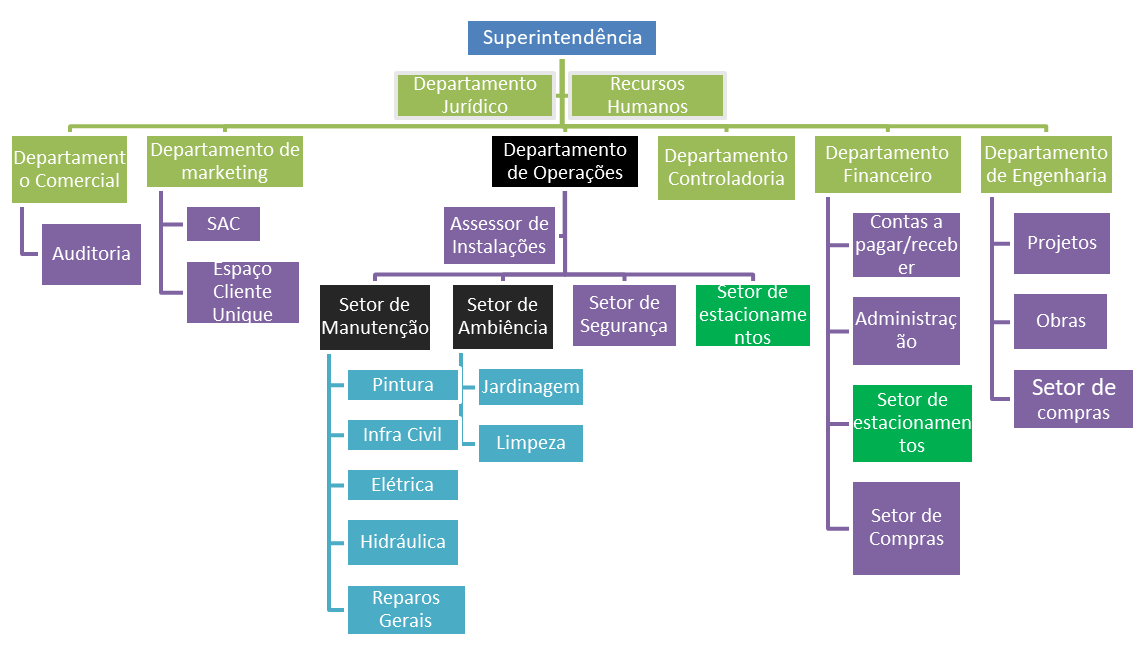 Superintendência
Departamento
Jurídico
Recursos
Humanos
Departament
o Comercial
Departamento de
marketing
Departamento
de Operações
Departamento
Controladoria
Departamento
Financeiro
Departamento
de Engenharia
Auditoria
SAC
Espaço
Cliente
Unique
Assessor de
Instalações
Setor de
Manutenção
Setor de
Ambiência
Setor de
Segurança
Setor de
estacioname
ntos
Pintura
Infra Civil
Elétrica
Hidráulica
Reparos
Gerais
Jardinagem
Limpeza
Contas a
pagar/receb
er
Administraç
ão
Setor de
estacionamen
tos
Setor de
Compras
Projetos
Obras
Setor de
compras